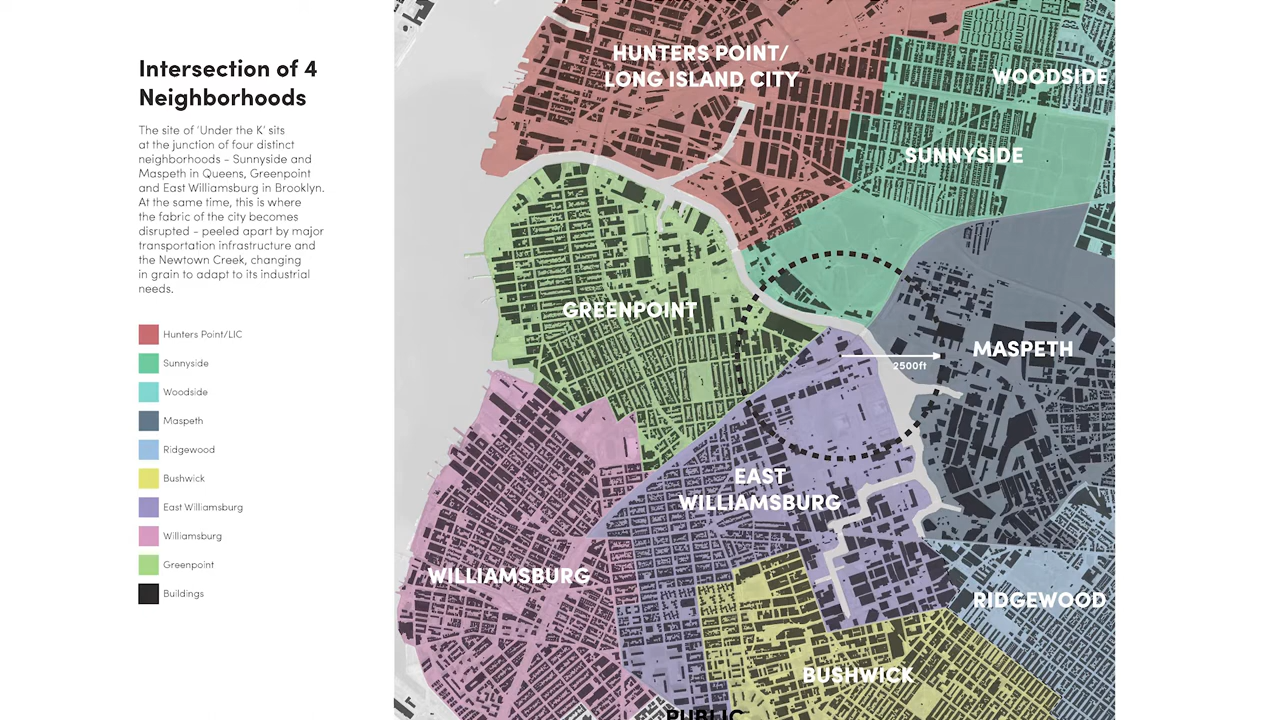 Intersection of 4
Neighborhoods
The site of ‘Under the K’ sits
at the junction of four distinct
neighborhoods - Sunnyside and
Maspeth in Queens, Greenpoint
and East Williamsburg in Brooklyn.
At the same time, this is where
the fabric of the city becomes
disrupted - peeled apart by major
transportation infrastructure and
the Newtown Creek, changing
in grain to adapt to its industrial
needs.
Hunters Point/LIC
Sunnyside
Woodside
Maspeth
Ridgewood
Bushwick
East Williamsburg
Williamsburg
Greenpoint
Buildings
HUNTERS POINT/
LONG ISLAND CITY
WOODSIDE
SUNNYSIDE
GREENPOINT
MASPETH
2500ft
EAST
WILLIAMSBURG
WILLIAMSBURG
RIDGEWOOD
BUSHWICK
PUBLIC